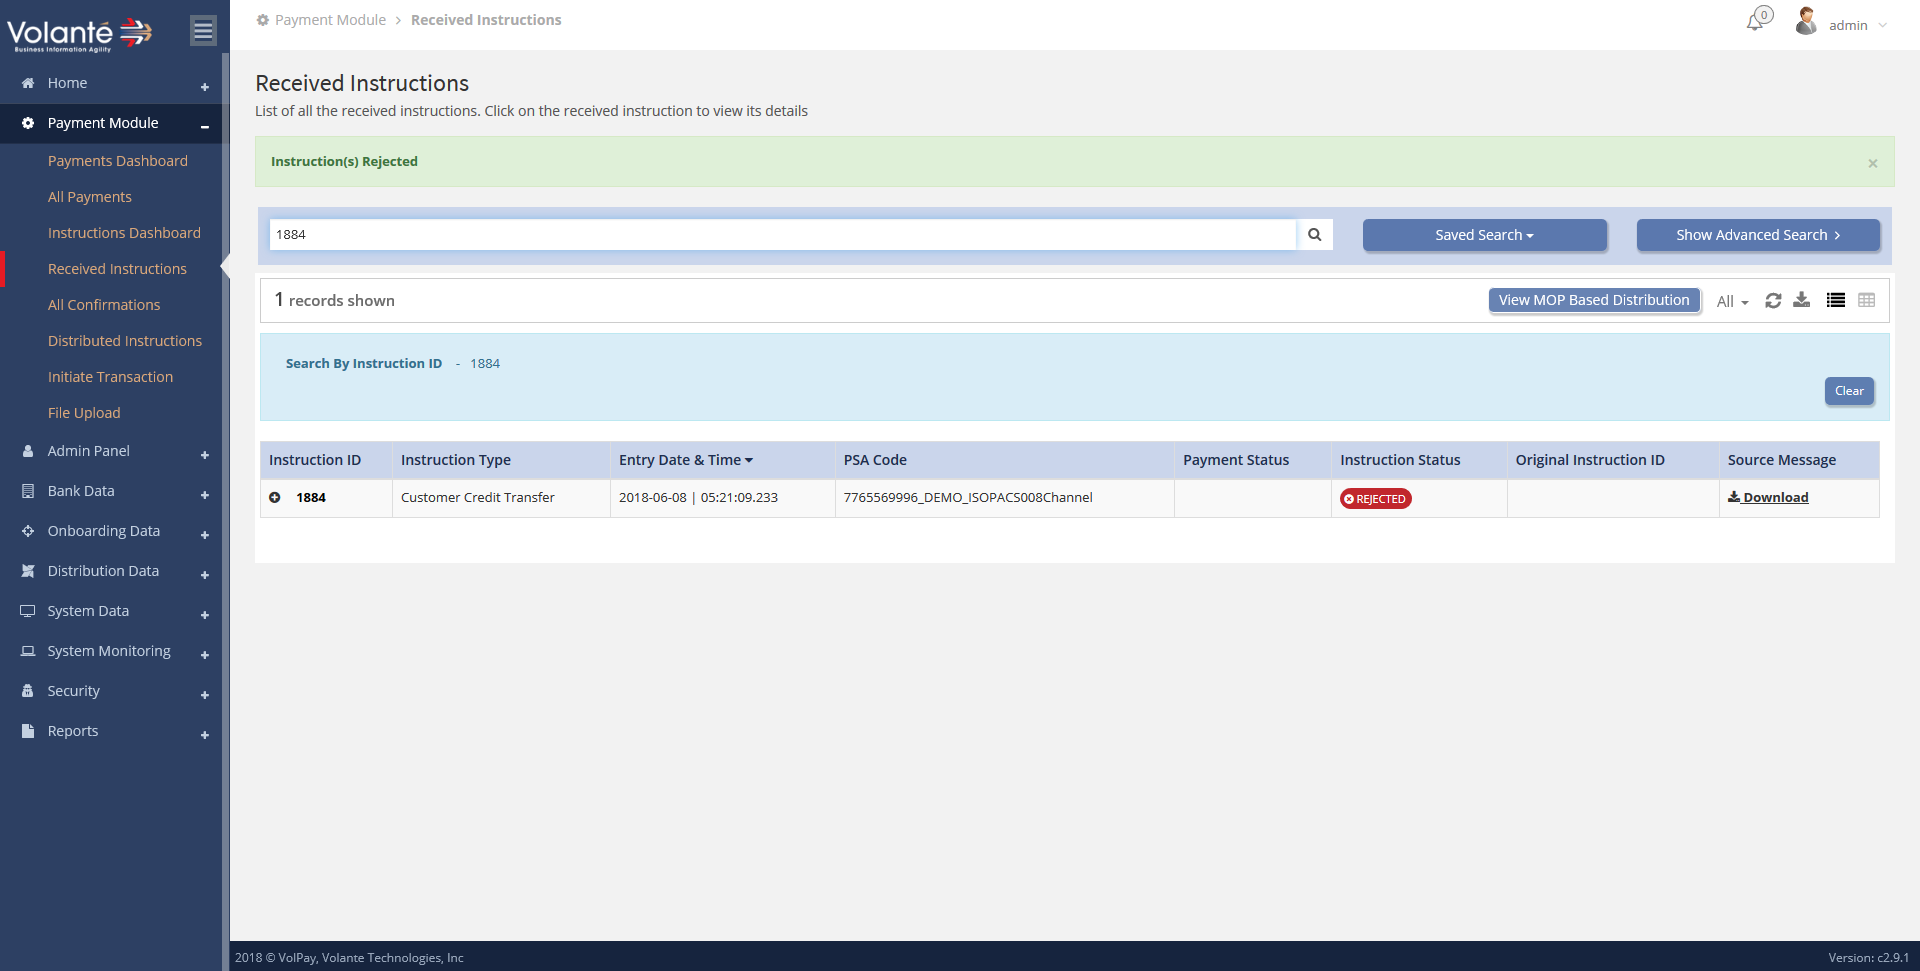 Volanté
Business Information Agility
Home
Payment Module
Payments Dashboard
All Payments
Instructions Dashboard
Received Instructions
All Confirmations
Distributed Instructions
Initiate Transaction
File Upload
Admin Panel
Bank Data
Onboarding Data
Distribution Data
System Data
System Monitoring
Security
Reports
Payment Module > Received Instructions
0
admin
Received Instructions
List of all the received instructions. Click on the received instruction to view its details
Instruction(s) Rejected ×
1884
Saved Search
Show Advanced Search >
1 records shown
View MOP Based Distribution
All
Search By Instruction ID - 1884
Clear
Instruction ID Instruction Type Entry Date & Time PSA Code Payment Status Instruction Status Original Instruction ID Source Message
1884 Customer Credit Transfer 2018-06-08 | 05:21:09.233 7765569996_DEMO_ISOPACS008Channel REJECTED Download
2018 © VolPay, Volante Technologies, Inc
Version: c2.9.1